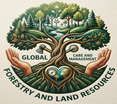 GLOBAL
CARE AND
MANAGEMENT
FORESTRY AND LAND RESOURCES